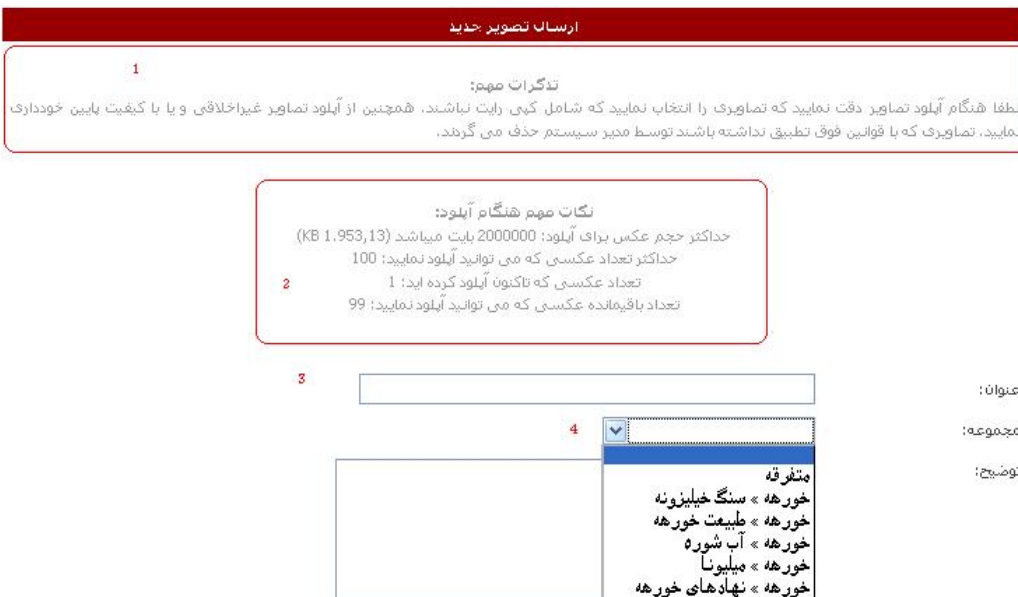 ارسال تصویر جدید
1
تذکرات مهم:
لطفا هنگام آپلود تصاویر دقت نمایید که تصاویری را انتخاب نمایید که شامل کپی رایت نباشند. همچنین از آپلود تصاویر غیراخلاقی و یا با کیفیت پایین خودداری
نمایید. تصاویری که با قوانین فوق تطبیق نداشته باشند توسط مدیر سیستم حذف می گردند.
نکات مهم هنگام آپلود:
حداکثر حجم عکس برای آپلود: 2000000 بایت میباشد (1.953,13 KB)
حداکثر تعداد عکسی که می توانید آپلود نمایید: 100
تعداد عکسی که تاکنون آپلود کرده اید: 1
2
تعداد باقیمانده عکسی که می توانید آپلود نمایید: 99
عنوان:
3
مجموعه:
4
توضیح:
متفرقه
خورهه » سنگ خیلیزونه
خورهه » طبیعت خورهه
خورهه » آب شوره
خورهه » میلیونا
خورهه » نهادهای خورهه